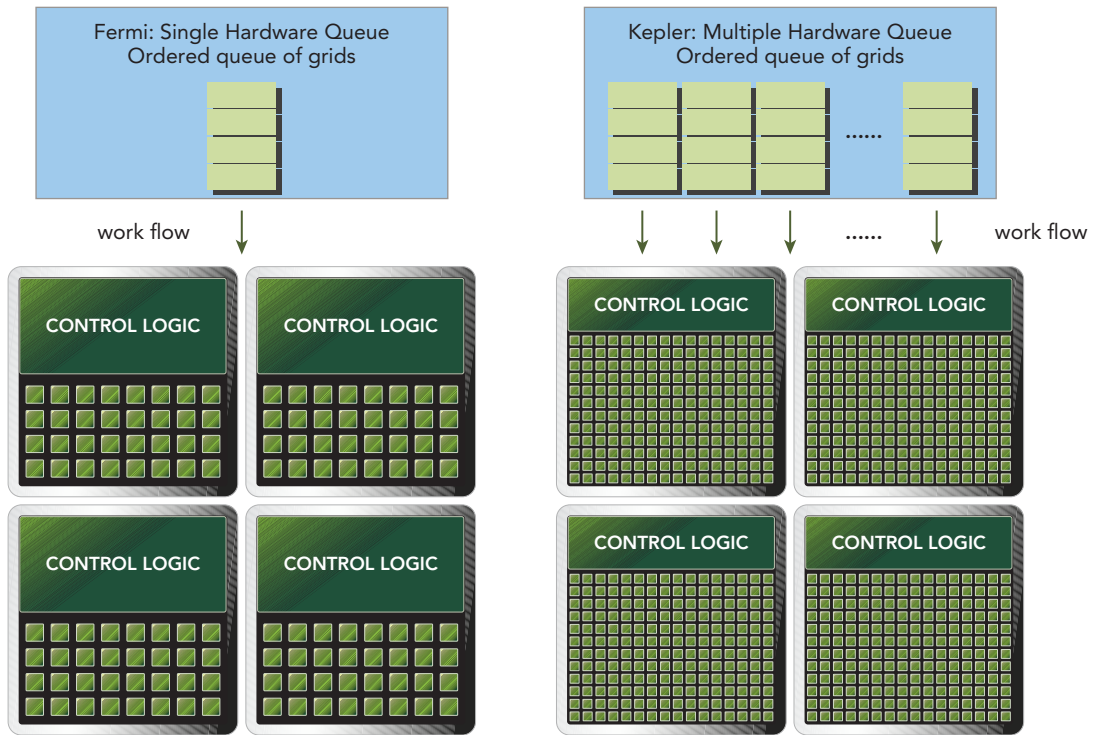 Fermi: Single Hardware Queue
Ordered queue of grids
work flow
CONTROL LOGIC
CONTROL LOGIC
CONTROL LOGIC
CONTROL LOGIC
Kepler: Multiple Hardware Queue
Ordered queue of grids
......
......
work flow
CONTROL LOGIC
CONTROL LOGIC
CONTROL LOGIC
CONTROL LOGIC